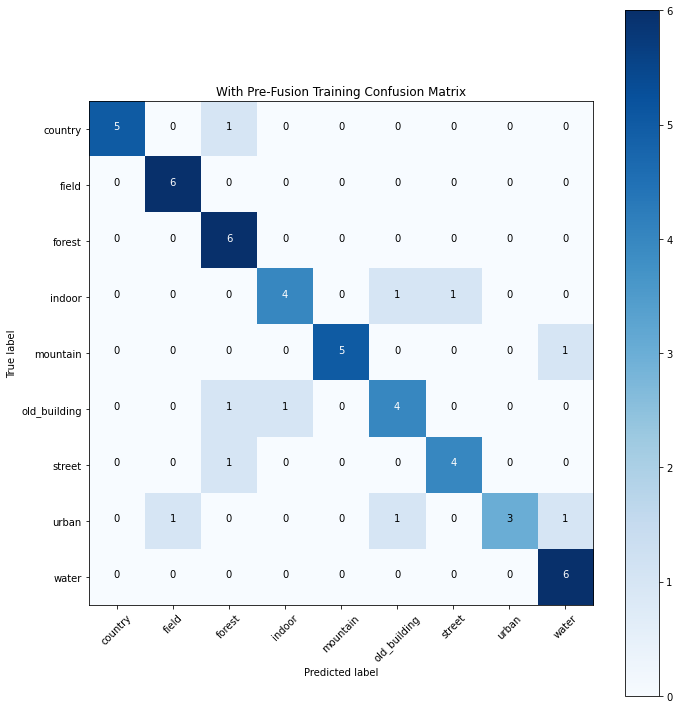 With Pre-Fusion Training Confusion Matrix
6
5
4
3
2
1
0
True label
country 5 0 1 0 0 0 0 0 0
field 0 6 0 0 0 0 0 0 0
forest 0 0 6 0 0 0 0 0 0
indoor 0 0 0 4 0 1 1 0 0
mountain 0 0 0 0 5 0 0 0 1
old_building 0 0 1 1 0 4 0 0 0
street 0 0 1 0 0 0 4 0 0
urban 0 1 0 0 0 1 0 3 1
water 0 0 0 0 0 0 0 0 6
country field forest indoor mountain old_building street urban water
Predicted label